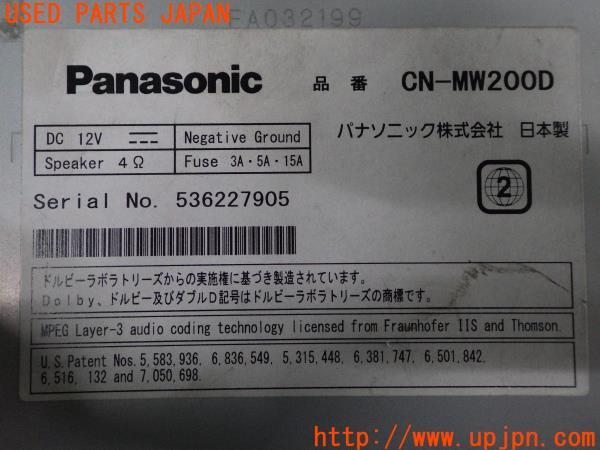 USED PARTS JAPAN
EA032199
Panasonic 品 番 CN-MW200D
DC 12V Negative Ground
Speaker 4Ω Fuse 3A・5A・15A
パナソニック株式会社 日本製
Serial No. 536227905
2
ドルビーラボラトリーズからの実施権に基づき製造されています。
Dolby、ドルビー及びダブルD記号はドルビーラボラトリーズの商標です。
MPEG Layer-3 audio coding technology licensed from Fraunhofer IIS and Thomson.
U.S. Patent Nos. 5,583,936, 6,836,549, 5,315,448, 6,381,747, 6,501,842,
6,516, 132 and 7,050,698.
http://www.upjpn.com/